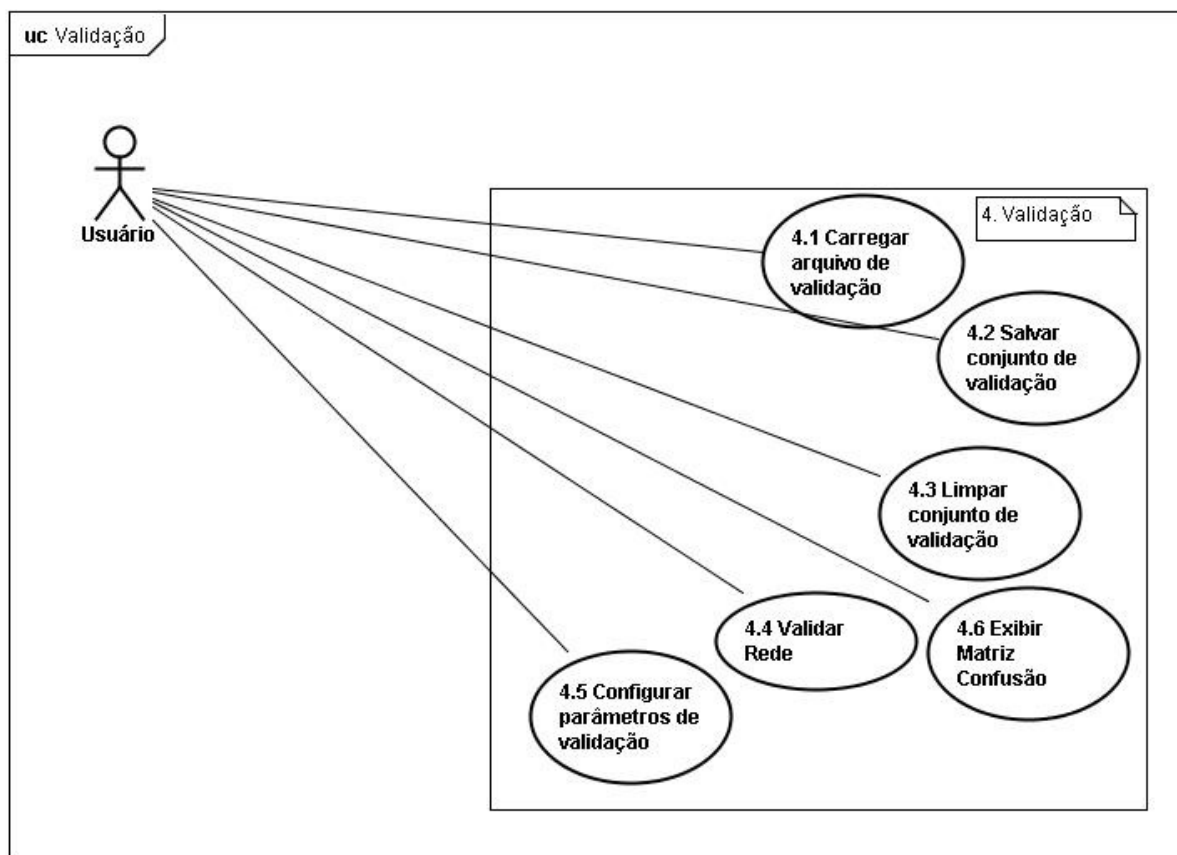 uc Validação
Usuário
4. Validação
4.1 Carregar
arquivo de
validação
4.2 Salvar
conjunto de
validação
4.3 Limpar
conjunto de
validação
4.4 Validar
Rede
4.6 Exibir
Matriz
Confusão
4.5 Configurar
parâmetros de
validação